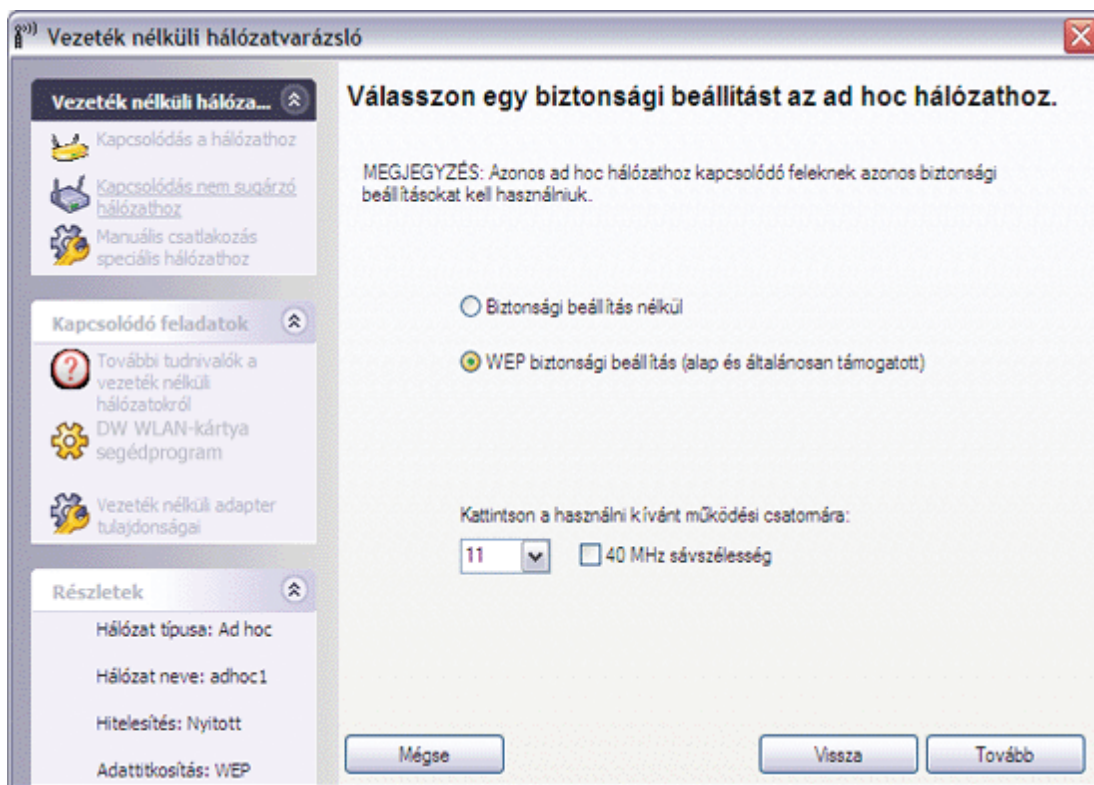 Vezeték nélküli hálózatvarázsló
Vezeték nélküli hálóza...
Kapcsolódás a hálózathoz
Kapcsolódás nem sugárzó
hálózathoz
Manuális csatlakozás
speciális hálózathoz
Kapcsolódó feladatok
További tudnivalók a
vezeték nélküli
hálózatokról
DW WLAN-kártya
segédprogram
Vezeték nélküli adapter
tulajdonságai
Részletek
Hálózat típusa: Ad hoc
Hálózat neve: adhoc1
Hitelesítés: Nyitott
Adattitkosítás: WEP
Válasszon egy biztonsági beállítást az ad hoc hálózathoz.
MEGJEGYZÉS: Azonos ad hoc hálózathoz kapcsolódó feleknek azonos biztonsági
beállításokat kell használniuk.
Biztonsági beállítás nélkül
WEP biztonsági beállítás (alap és általánosan támogatott)
Kattintson a használni kívánt működési csatornára:
11
40 MHz sávszélesség
Mégse
Vissza
Tovább